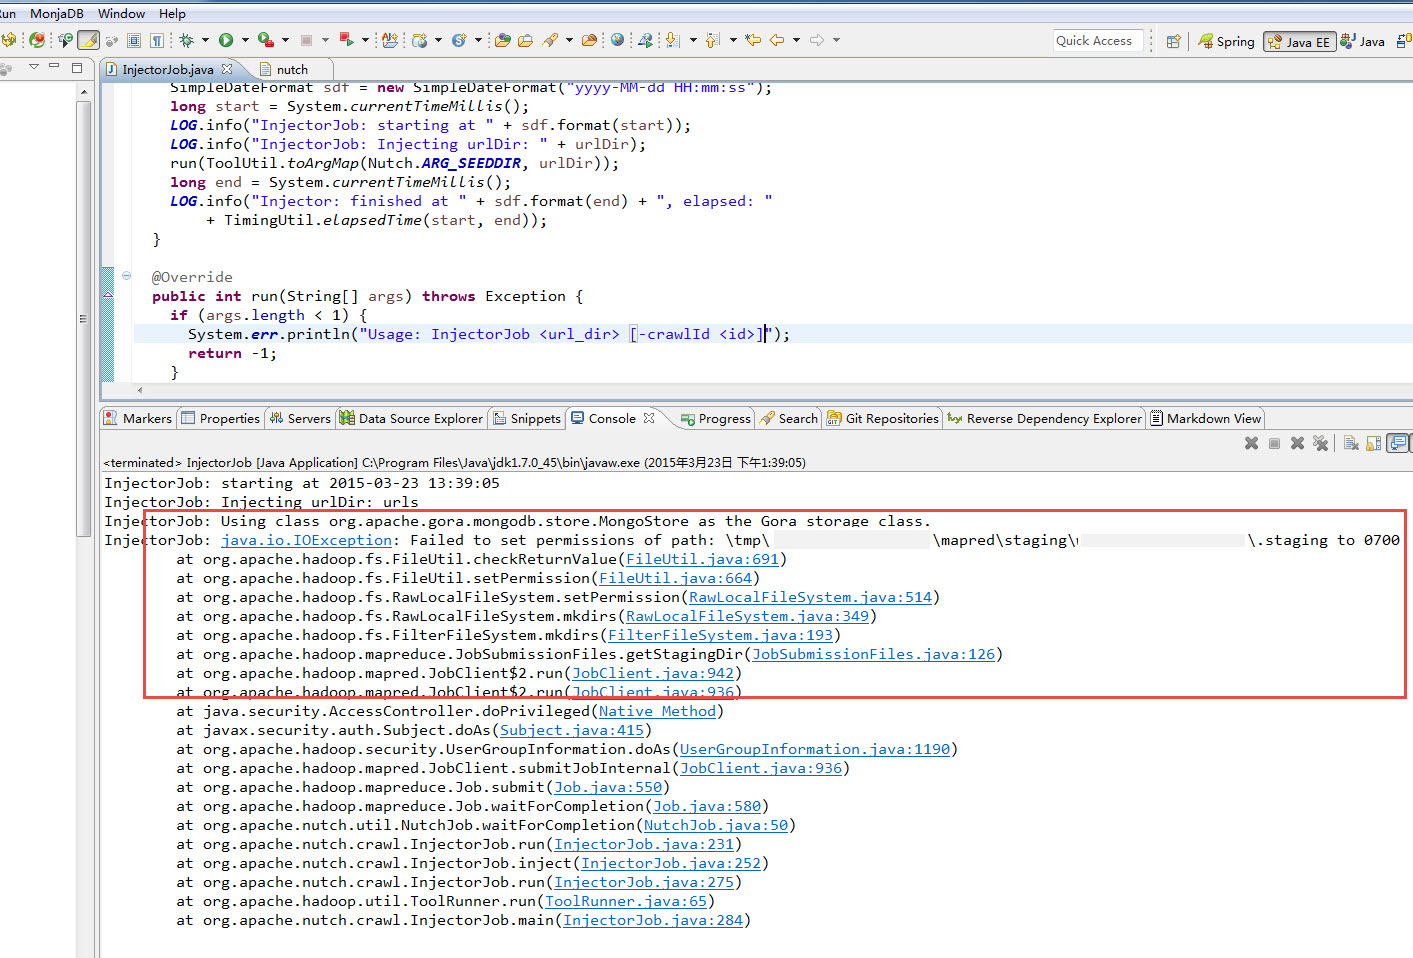 Run MonjaDB Window Help
Quick Access Spring Java EE Java
InjectorJob.java nutch
SimpleDateFormat sdf = new SimpleDateFormat("yyyy-MM-dd HH:mm:ss");
long start = System.currentTimeMillis();
LOG.info("InjectorJob: starting at " + sdf.format(start));
LOG.info("InjectorJob: Injecting urlDir: " + urlDir);
run(ToolUtil.toArgMap(Nutch.ARG_SEEDDIR, urlDir));
long end = System.currentTimeMillis();
LOG.info("Injector: finished at " + sdf.format(end) + ", elapsed: "
+ TimingUtil.elapsedTime(start, end));
}
@Override
public int run(String[] args) throws Exception {
if (args.length < 1) {
System.err.println("Usage: InjectorJob <url_dir> [-crawlId <id>]");
return -1;
}
Markers Properties Servers Data Source Explorer Snippets Console Progress Search Git Repositories Reverse Dependency Explorer Markdown View
<terminated> InjectorJob [Java Application] C:\Program Files\Java\jdk1.7.0_45\bin\javaw.exe (2015年3月23日 下午1:39:05)
InjectorJob: starting at 2015-03-23 13:39:05
InjectorJob: Injecting urlDir: urls
InjectorJob: Using class org.apache.gora.mongodb.store.MongoStore as the Gora storage class.
InjectorJob: java.io.IOException: Failed to set permissions of path: \tmp\ \mapred\staging\ \.staging to 0700
at org.apache.hadoop.fs.FileUtil.checkReturnValue(FileUtil.java:691)
at org.apache.hadoop.fs.FileUtil.setPermission(FileUtil.java:664)
at org.apache.hadoop.fs.RawLocalFileSystem.setPermission(RawLocalFileSystem.java:514)
at org.apache.hadoop.fs.RawLocalFileSystem.mkdirs(RawLocalFileSystem.java:349)
at org.apache.hadoop.fs.FilterFileSystem.mkdirs(FilterFileSystem.java:193)
at org.apache.hadoop.mapreduce.JobSubmissionFiles.getStagingDir(JobSubmissionFiles.java:126)
at org.apache.hadoop.mapred.JobClient$2.run(JobClient.java:942)
at org.apache.hadoop.mapred.JobClient$2.run(JobClient.java:936)
at java.security.AccessController.doPrivileged(Native Method)
at javax.security.auth.Subject.doAs(Subject.java:415)
at org.apache.hadoop.security.UserGroupInformation.doAs(UserGroupInformation.java:1190)
at org.apache.hadoop.mapred.JobClient.submitJobInternal(JobClient.java:936)
at org.apache.hadoop.mapreduce.Job.submit(Job.java:550)
at org.apache.hadoop.mapreduce.Job.waitForCompletion(Job.java:580)
at org.apache.nutch.util.NutchJob.waitForCompletion(NutchJob.java:50)
at org.apache.nutch.crawl.InjectorJob.run(InjectorJob.java:231)
at org.apache.nutch.crawl.InjectorJob.inject(InjectorJob.java:252)
at org.apache.nutch.crawl.InjectorJob.run(InjectorJob.java:275)
at org.apache.hadoop.util.ToolRunner.run(ToolRunner.java:65)
at org.apache.nutch.crawl.InjectorJob.main(InjectorJob.java:284)